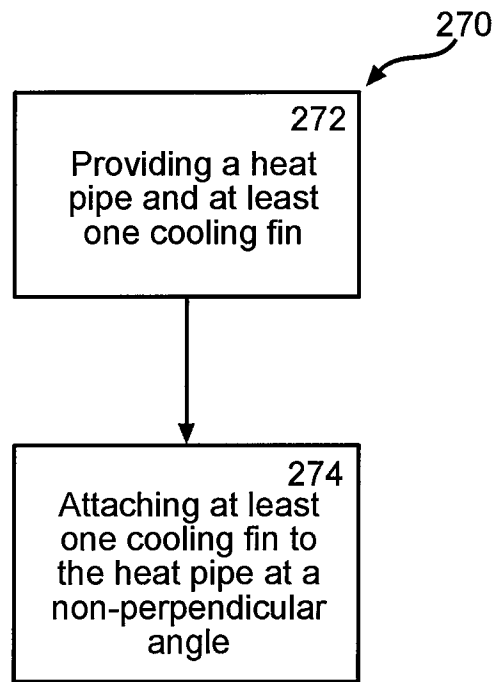 270
272
Providing a heat
pipe and at least
one cooling fin
274
Attaching at least
one cooling fin to
the heat pipe at a
non-perpendicular
angle